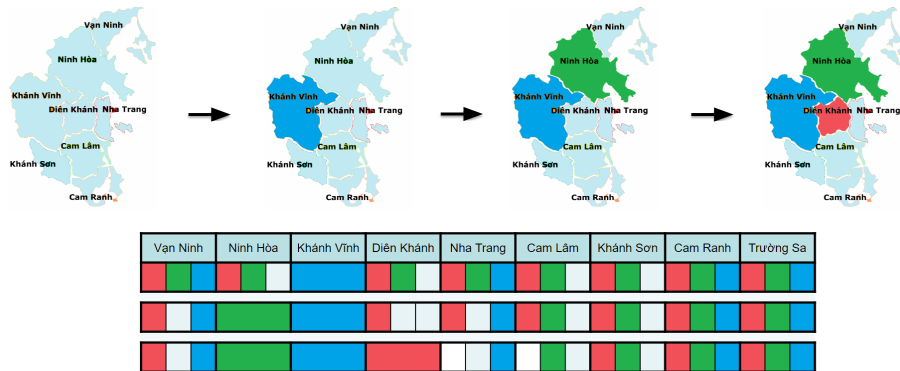 Vạn Ninh
Ninh Hòa
Khánh Vĩnh
Diên Khánh
Nha Trang
Cam Lâm
Khánh Sơn
Cam Ranh
Vạn Ninh
Ninh Hòa
Khánh Vĩnh
Diên Khánh
Nha Trang
Cam Lâm
Khánh Sơn
Cam Ranh
Vạn Ninh
Ninh Hòa
Khánh Vĩnh
Diên Khánh
Nha Trang
Cam Lâm
Khánh Sơn
Cam Ranh
Vạn Ninh
Ninh Hòa
Khánh Vĩnh
Diên Khánh
Nha Trang
Cam Lâm
Khánh Sơn
Cam Ranh
Vạn Ninh Ninh Hòa Khánh Vĩnh Diên Khánh Nha Trang Cam Lâm Khánh Sơn Cam Ranh Trường Sa